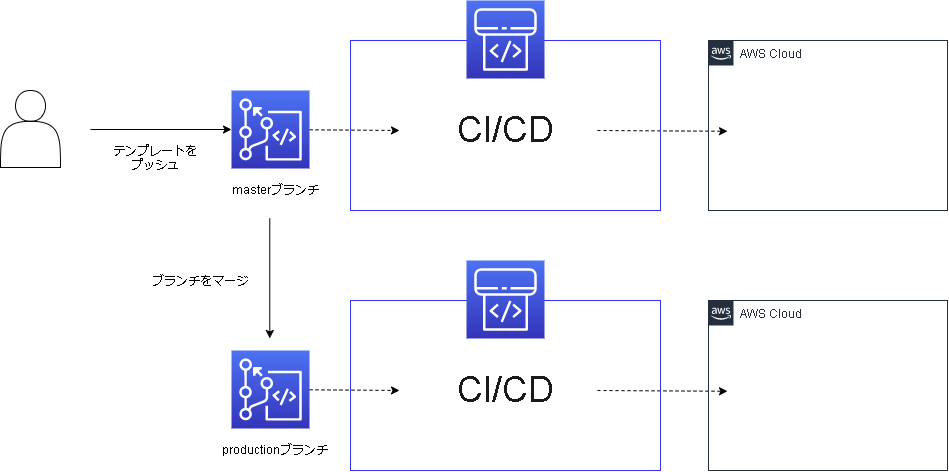 aws AWS Cloud
CI/CD
テンプレートを
プッシュ
masterブランチ
ブランチをマージ
aws AWS Cloud
CI/CD
productionブランチ